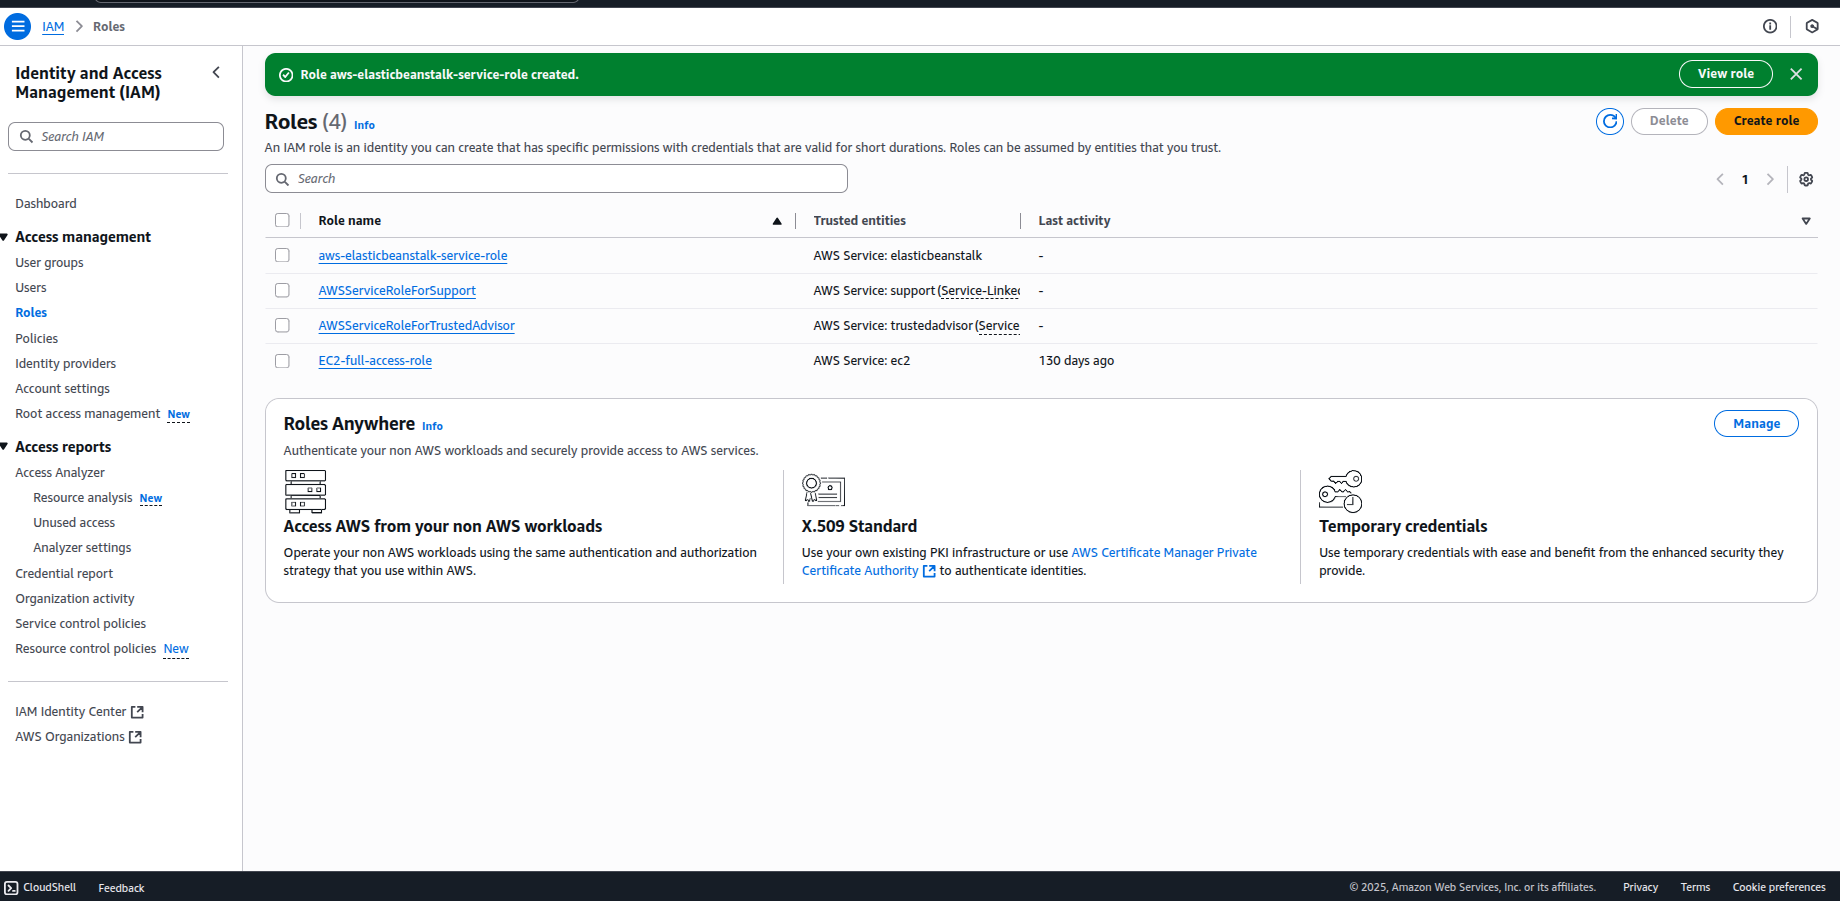 IAM > Roles
Identity and Access Management (IAM)
Search IAM
Dashboard
Access management
User groups
Users
Roles
Policies
Identity providers
Account settings
Root access management New
Access reports
Access Analyzer
Resource analysis New
Unused access
Analyzer settings
Credential report
Organization activity
Service control policies
Resource control policies New
IAM Identity Center
AWS Organizations
Role aws-elasticbeanstalk-service-role created.
View role
Roles (4) Info
Delete
Create role
An IAM role is an identity you can create that has specific permissions with credentials that are valid for short durations. Roles can be assumed by entities that you trust.
Search
1
Role name Trusted entities Last activity
aws-elasticbeanstalk-service-role AWS Service: elasticbeanstalk -
AWSServiceRoleForSupport AWS Service: support (Service-Linked -
AWSServiceRoleForTrustedAdvisor AWS Service: trustedadvisor (Service -
EC2-full-access-role AWS Service: ec2 130 days ago
Roles Anywhere Info
Manage
Authenticate your non AWS workloads and securely provide access to AWS services.
Access AWS from your non AWS workloads
Operate your non AWS workloads using the same authentication and authorization
strategy that you use within AWS.
X.509 Standard
Use your own existing PKI infrastructure or use AWS Certificate Manager Private
Certificate Authority to authenticate identities.
Temporary credentials
Use temporary credentials with ease and benefit from the enhanced security they
provide.
CloudShell Feedback © 2025, Amazon Web Services, Inc. or its affiliates. Privacy Terms Cookie preferences